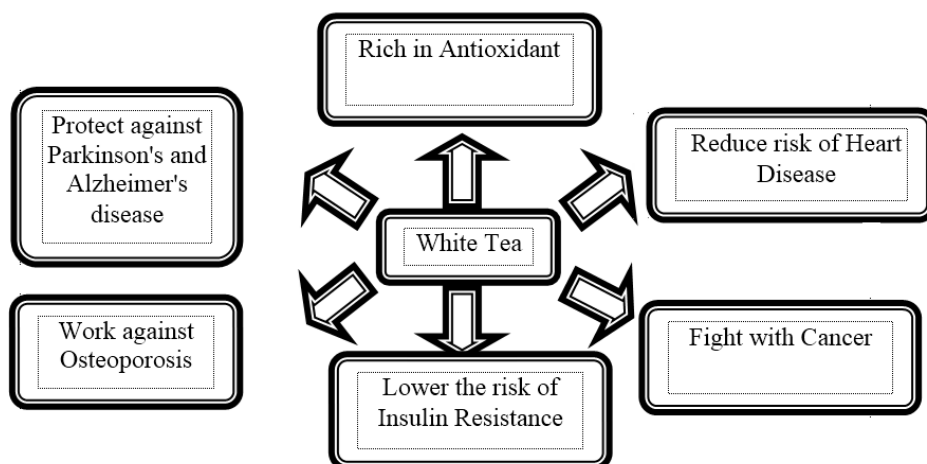 Rich in Antioxidant
Protect against
Parkinson's and
Alzheimer's
disease
Reduce risk of Heart
Disease
White Tea
Work against
Osteoporosis
Fight with Cancer
Lower the risk of
Insulin Resistance